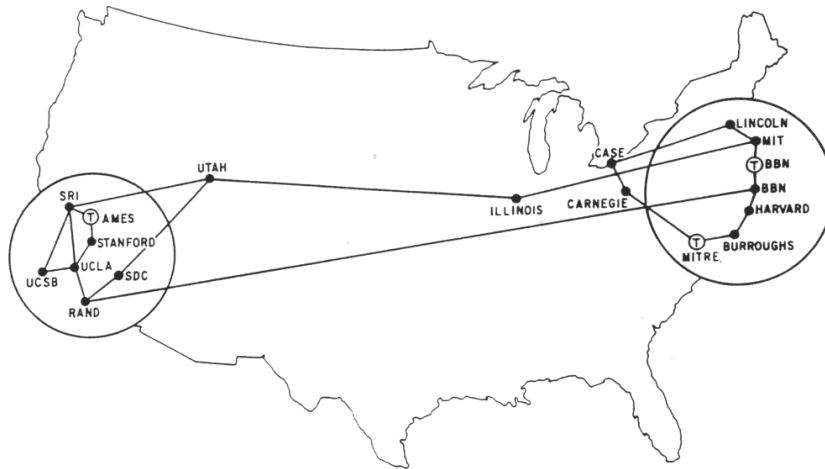 LINCOLN
MIT
CASE
T BBN
UTAH
BBN
SRI
ILLINOIS
CARNEGIE
HARVARD
T AMES
STANFORD
BURROUGHS
T
MITRE
UCLA
SDC
UCSB
RAND